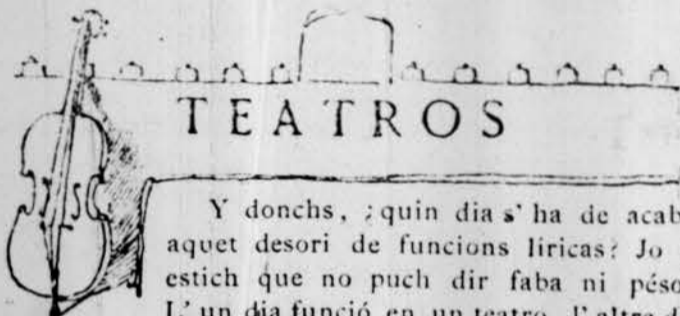 TEATROS
Y donchs, ¿quin dia s' ha de acab
aquet desori de funcions líricas? Jo
estich que no puch dir faba ni péso
L' un dia funció en un teatro, l' altre d